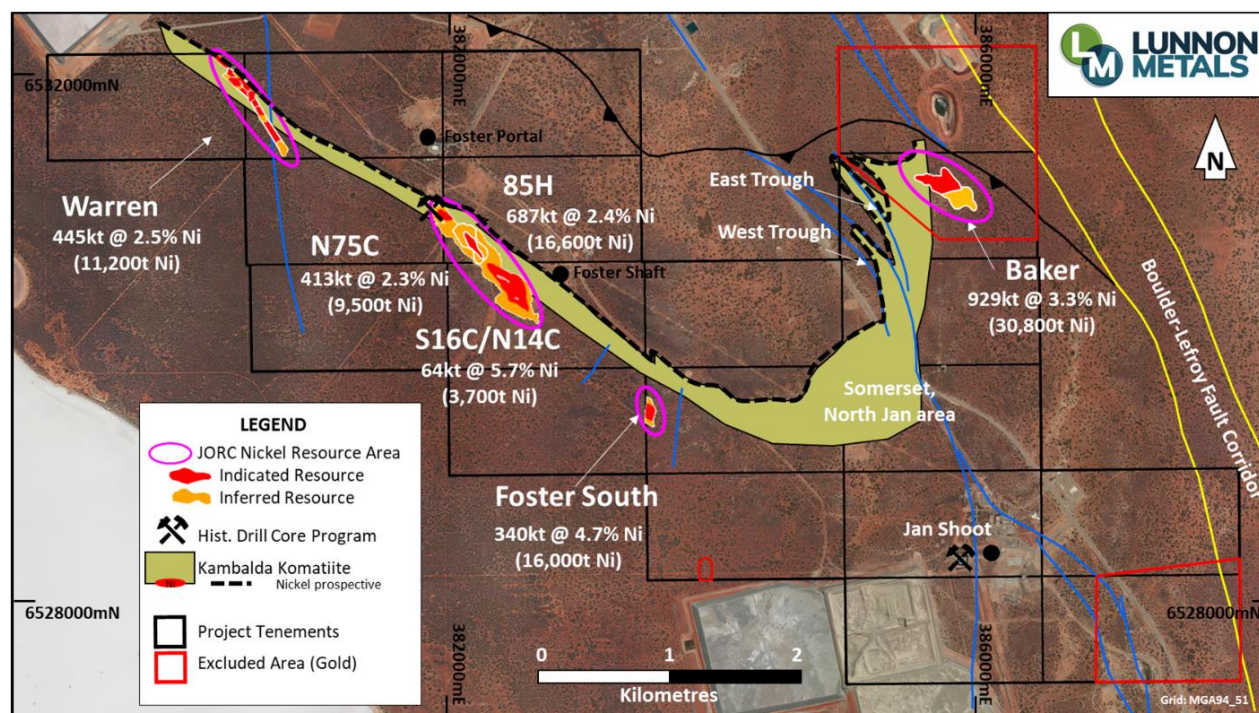 382000mE
386000mE
LM
LUNNON
METALS
6532000mN
Foster Portal
N
Warren
445kt @ 2.5% Ni
(11,200t Ni)
85H
687kt @ 2.4% Ni
(16,600t Ni)
East Trough
West Trough
N75C
413kt @ 2.3% Ni
(9,500t Ni)
Foster Shaft
Baker
929kt @ 3.3% Ni
(30,800t Ni)
S16C/N14C
64kt @ 5.7% Ni
(3,700t Ni)
Boulder-Lefroy Fault Corridor
Somerset,
North Jan area
Foster South
340kt @ 4.7% Ni
(16,000t Ni)
Jan Shoot
LEGEND
JORC Nickel Resource Area
Indicated Resource
Inferred Resource
Hist. Drill Core Program
Kambalda Komatiite
Ni
Nickel prospective
Project Tenements
Excluded Area (Gold)
6528000mN
6528000mN
382000mE
386000mE
0 1 2
Kilometres
Grid: MGA94_51